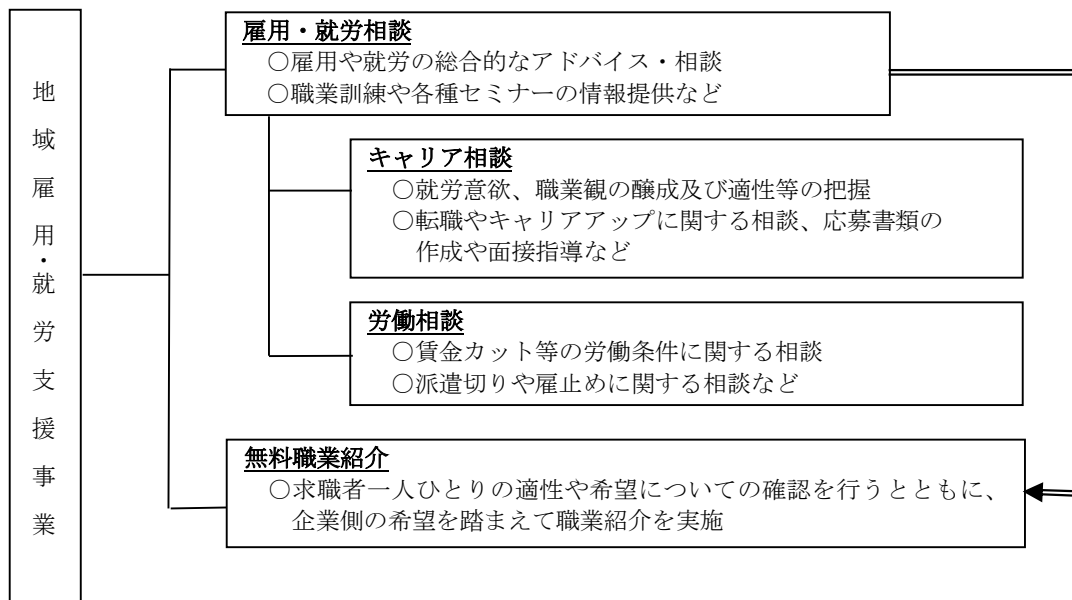 地域雇用・就労支援事業
雇用・就労相談
○雇用や就労の総合的なアドバイス・相談
○職業訓練や各種セミナーの情報提供など
キャリア相談
○就労意欲、職業観の醸成及び適性等の把握
○転職やキャリアアップに関する相談、応募書類の
作成や面接指導など
労働相談
○賃金カット等の労働条件に関する相談
○派遣切りや雇止めに関する相談など
無料職業紹介
○求職者一人ひとりの適性や希望についての確認を行うとともに、
企業側の希望を踏まえて職業紹介を実施